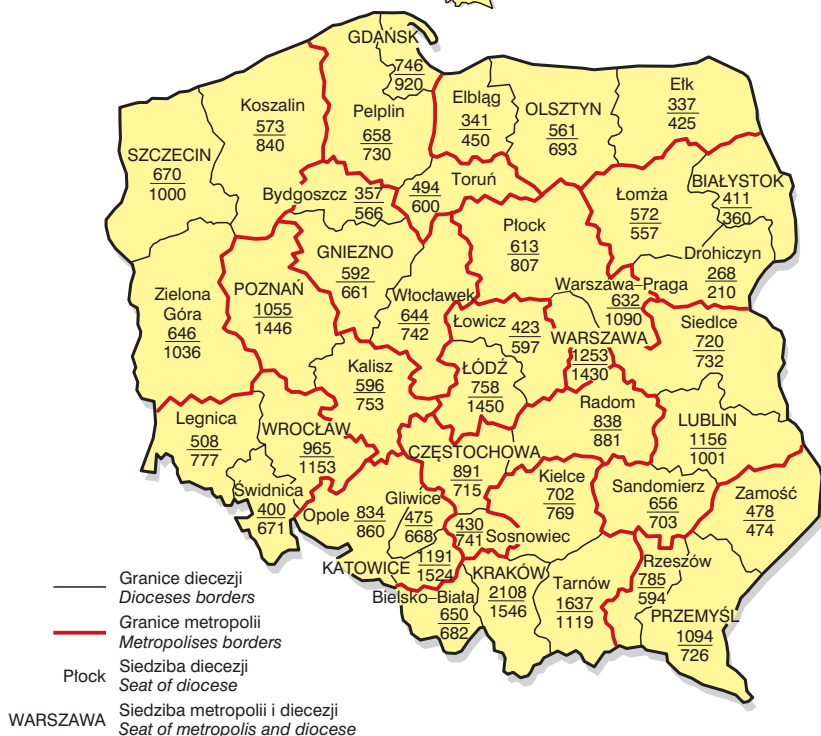 GDAŃSK
746
920
Koszalin
573
840
Pelplin
658
730
Elbląg
341
450
OLSZTYN
561
693
Ełk
337
425
SZCZECIN
670
1000
Bydgoszcz
357
566
494
600
Toruń
Łomża
572
557
BIAŁYSTOK
411
360
Płock
613
807
Drohiczyn
268
210
GNIEZNO
592
661
Zielona
Góra
646
1036
POZNAŃ
1055
1446
Włocławek
644
742
Warszawa–Praga
632
1090
Łowicz
423
597
WARSZAWA
1253
1430
Siedlce
720
732
Kalisz
596
753
ŁÓDŹ
758
1450
Radom
838
881
LUBLIN
1156
1001
Legnica
508
777
WROCŁAW
965
1153
CZĘSTOCHOWA
891
715
Kielce
702
769
Sandomierz
656
703
Zamość
478
474
Świdnica
400
671
Opole
834
860
Gliwice
475
668
430
741
Sosnowiec
KATOWICE
1191
1524
KRAKÓW
2108
1546
Tarnów
1637
1119
Rzeszów
785
594
PRZEMYŚL
1094
726
Bielsko–Biała
650
682
Granice diecezji
Dioceses borders
Granice metropolii
Metropolises borders
Płock
Siedziba diecezji
Seat of diocese
WARSZAWA
Siedziba metropolii i diecezji
Seat of metropolis and diocese